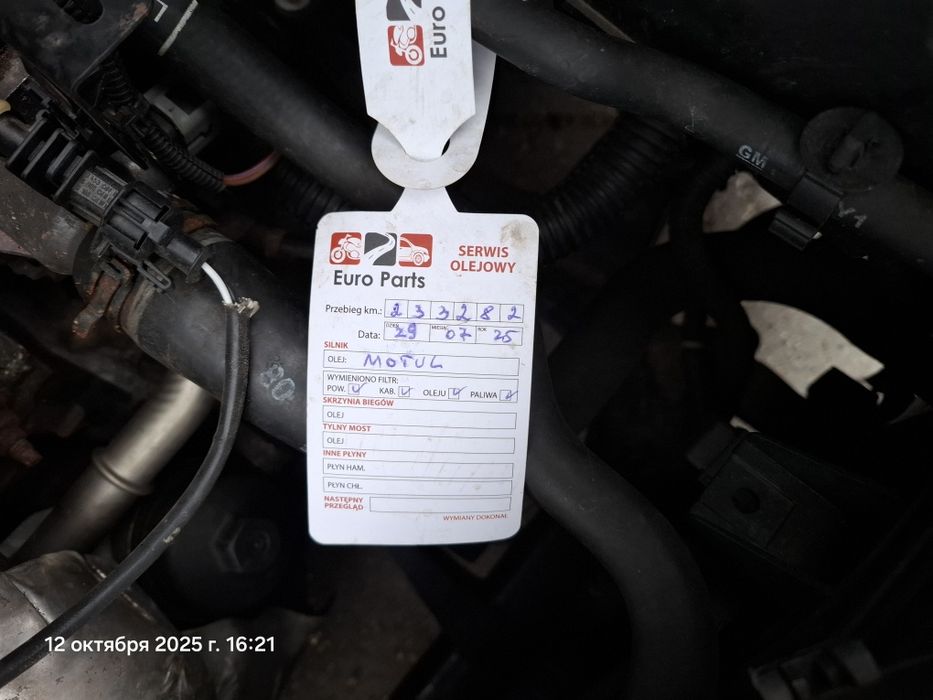 Euro
GM
Y1
SERWIS
OLEJOWY
Euro Parts
Przebieg km.: 2 3 3 2 8 2
Data: DZIEŃ 29 MIESIĄC 07 ROK 25
SILNIK
OLEJ: MOTUL
WYMIENIONO FILTR:
POW. KAB. OLEJU PALIWA
SKRZYNIA BIEGÓW
OLEJ
TYLNY MOST
OLEJ
INNE PŁYNY
PŁYN HAM.
PŁYN CHŁ.
NASTĘPNY
PRZEGLĄD
WYMIANY DOKONAŁ
80
12 октября 2025 г. 16:21